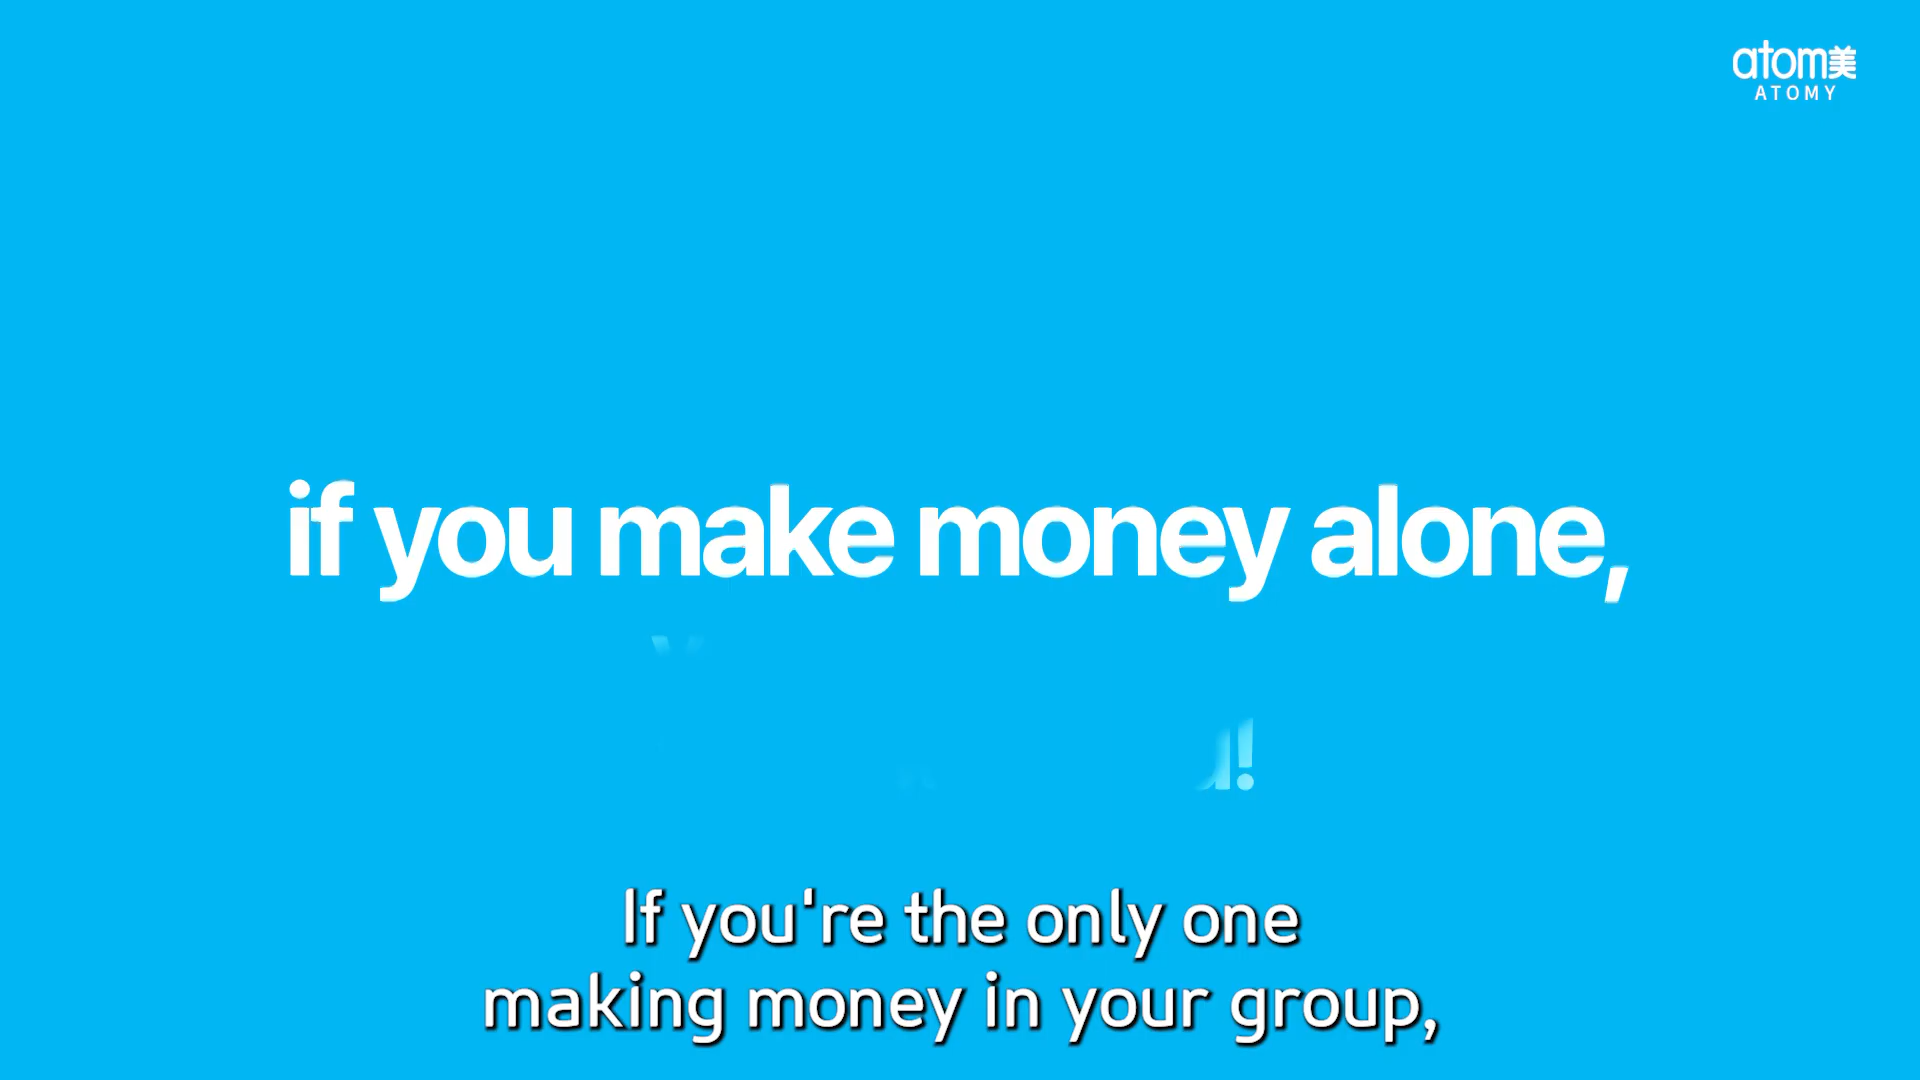 atom美
ATOMY
if you make money alone,
If you're the only one
making money in your group,